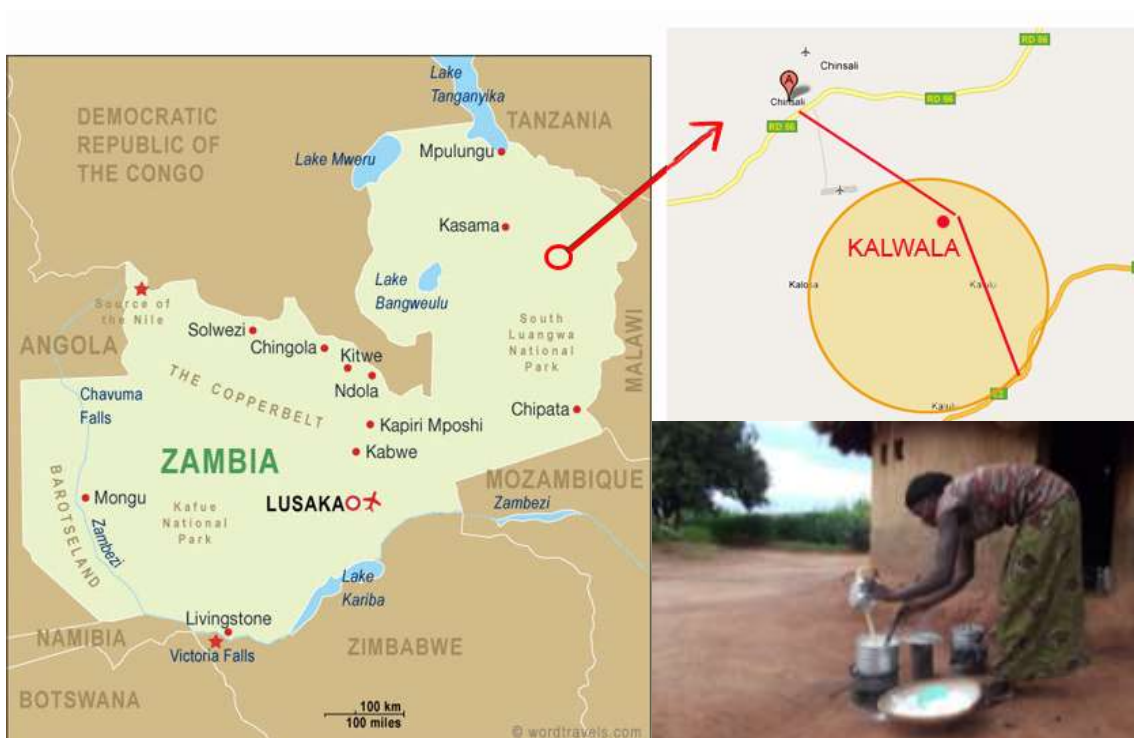 Lake
Tanganyika
DEMOCRATIC
REPUBLIC OF
THE CONGO
TANZANIA
Lake Mweru
Mpulungu
Kasama
Lake
Bangweulu
Source of
the Nile
Solwezi
Chingola
Kitwe
Ndola
South
Luangwa
National
Park
MALAWI
ANGOLA
THE COPPERBELT
Chavuma
Falls
Chipata
Kapiri Mposhi
Kabwe
ZAMBIA
MOZAMBIQUE
BAROTSELAND
Mongu
Kafue
National
Park
LUSAKA
Zambezi
Zambezi
Lake
Kariba
Livingstone
NAMIBIA
Victoria Falls
ZIMBABWE
BOTSWANA
100 km
100 miles
© wordtravels.com
RD 56
Chinsali
A
Chinsali
RD 56
RD 56
KALWALA
Kalosa